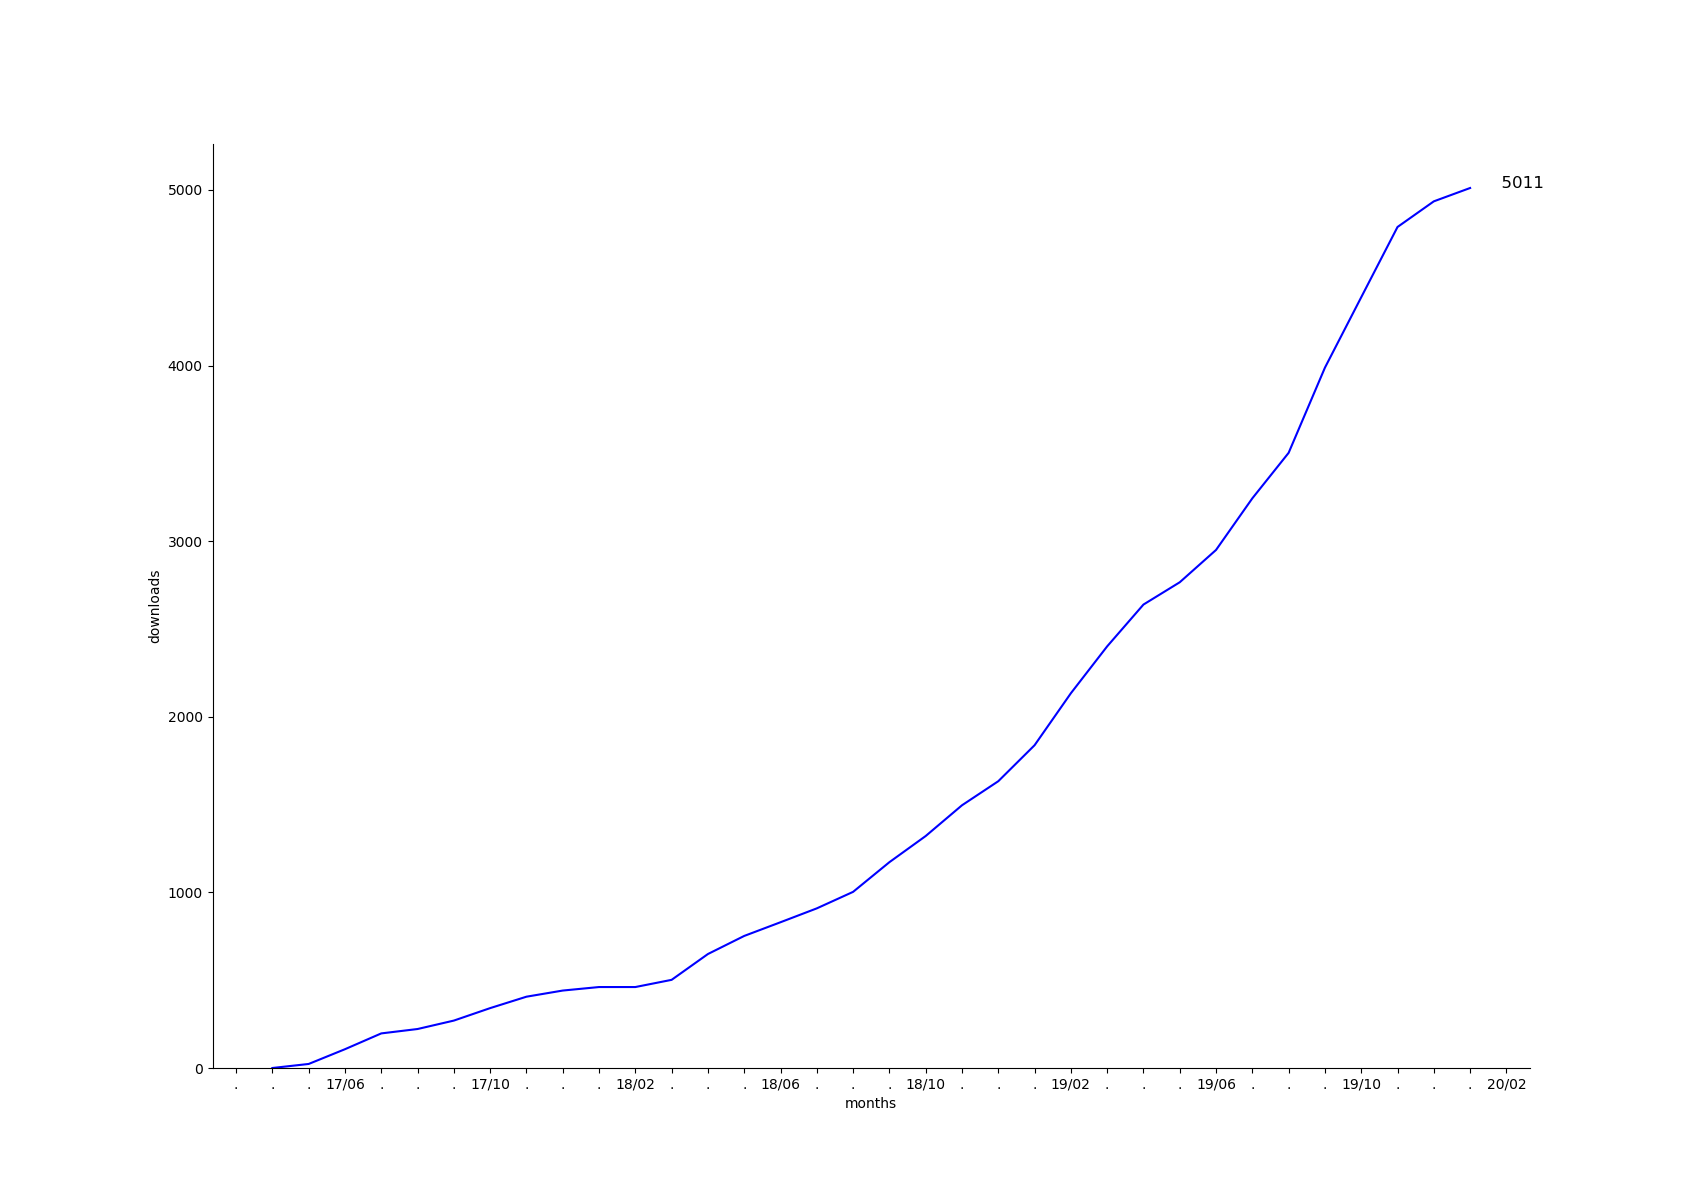 5011
5000
4000
3000
2000
1000
0
downloads
. . . 17/06 . . . 17/10 . . . 18/02 . . . 18/06 . . . 18/10 . . . 19/02 . . . 19/06 . . . 19/10 . . . 20/02
months